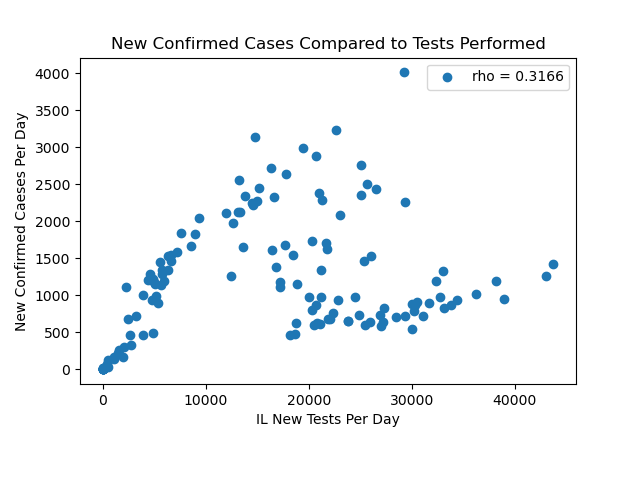 New Confirmed Cases Compared to Tests Performed
rho = 0.3166
4000
3500
3000
2500
2000
1500
1000
500
0
New Confirmed Caeses Per Day
0 10000 20000 30000 40000
IL New Tests Per Day